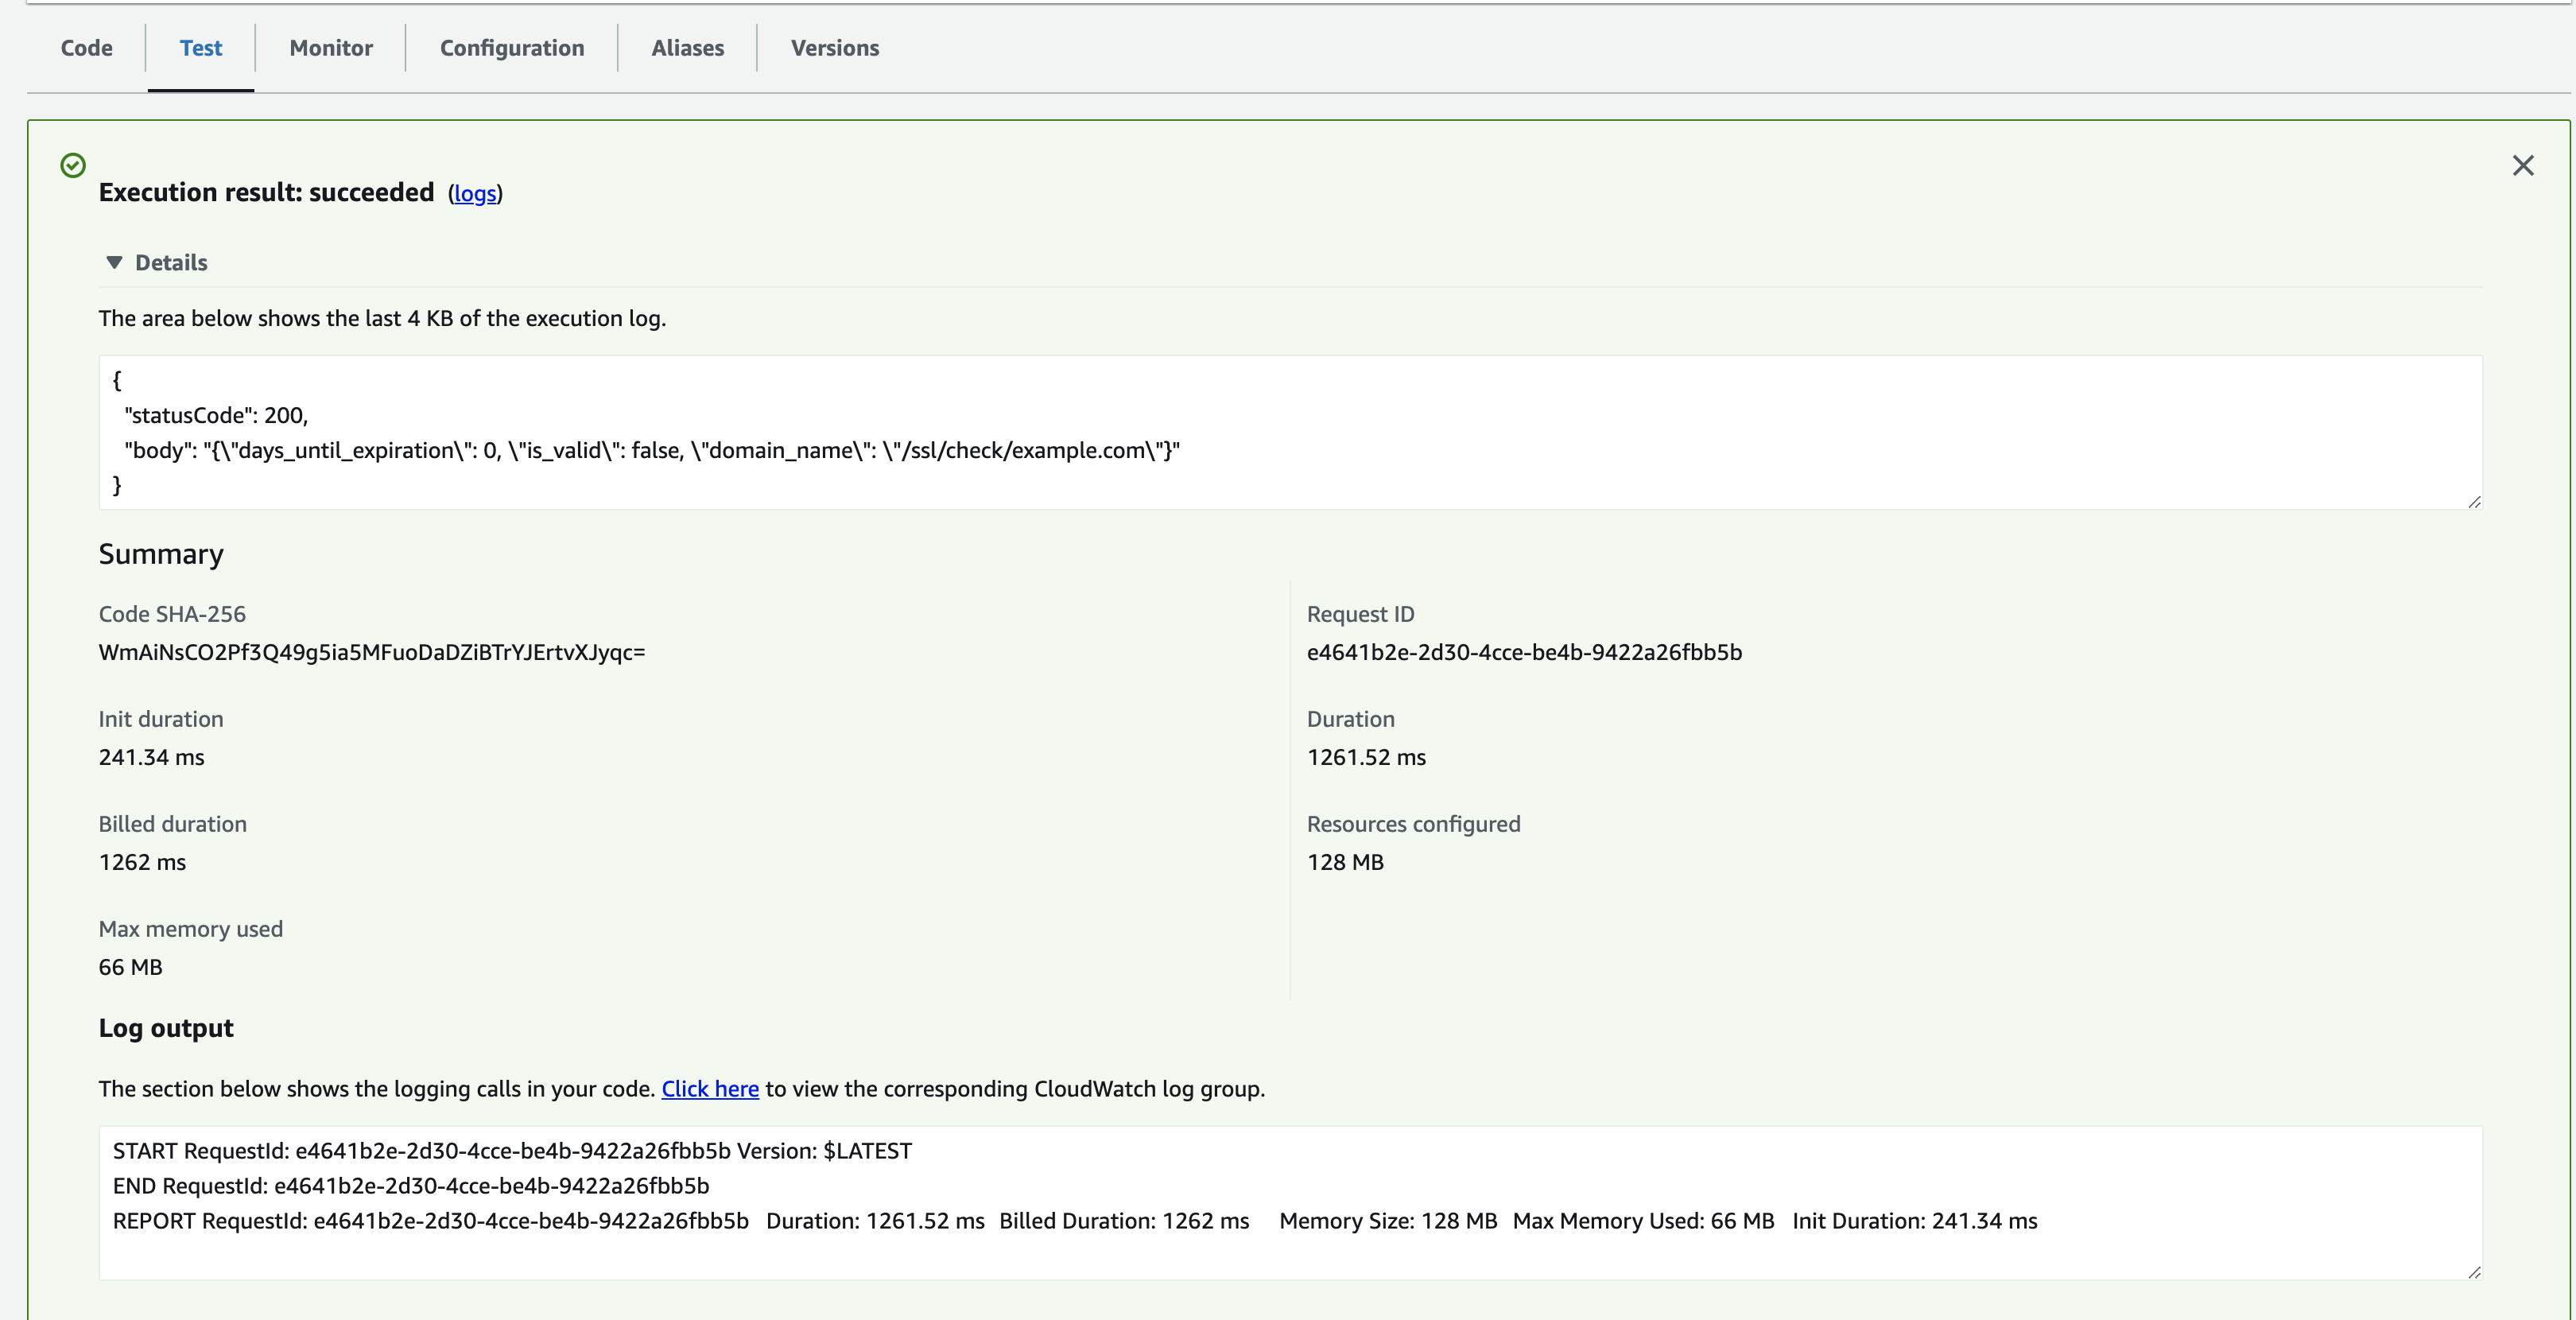 Code
Test
Monitor
Configuration
Aliases
Versions
Execution result: succeeded (logs)
Details
The area below shows the last 4 KB of the execution log.
{
"statusCode": 200,
"body": "{\"days_until_expiration\": 0, \"is_valid\": false, \"domain_name\": \"/ssl/check/example.com\"}"
}
Summary
Code SHA-256
WmAiNsCO2Pf3Q49g5ia5MFuoDaDZiBTrYJErtvXJyqc=
Request ID
e4641b2e-2d30-4cce-be4b-9422a26fbb5b
Init duration
241.34 ms
Duration
1261.52 ms
Billed duration
1262 ms
Resources configured
128 MB
Max memory used
66 MB
Log output
The section below shows the logging calls in your code. Click here to view the corresponding CloudWatch log group.
START RequestId: e4641b2e-2d30-4cce-be4b-9422a26fbb5b Version: $LATEST
END RequestId: e4641b2e-2d30-4cce-be4b-9422a26fbb5b
REPORT RequestId: e4641b2e-2d30-4cce-be4b-9422a26fbb5b Duration: 1261.52 ms Billed Duration: 1262 ms Memory Size: 128 MB Max Memory Used: 66 MB Init Duration: 241.34 ms